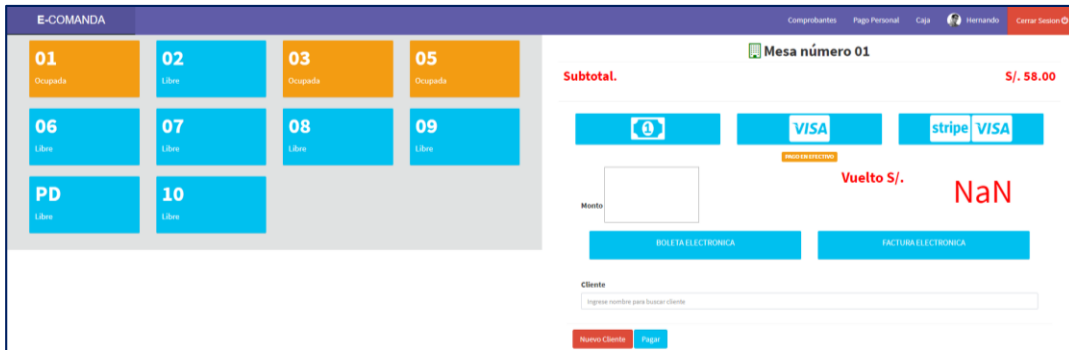 E-COMANDA
Comprobantes Pago Personal Caja Hernando Cerrar Sesion
01
Ocupada
02
Libre
03
Ocupada
05
Ocupada
06
Libre
07
Libre
08
Libre
09
Libre
PD
Libre
10
Libre
Mesa número 01
Subtotal. S/. 58.00
1
VISA
stripe VISA
PAGO EN EFECTIVO
Vuelto S/. NaN
Monto
BOLETA ELECTRONICA
FACTURA ELECTRONICA
Cliente
Ingrese nombre para buscar cliente
Nuevo Cliente Pagar